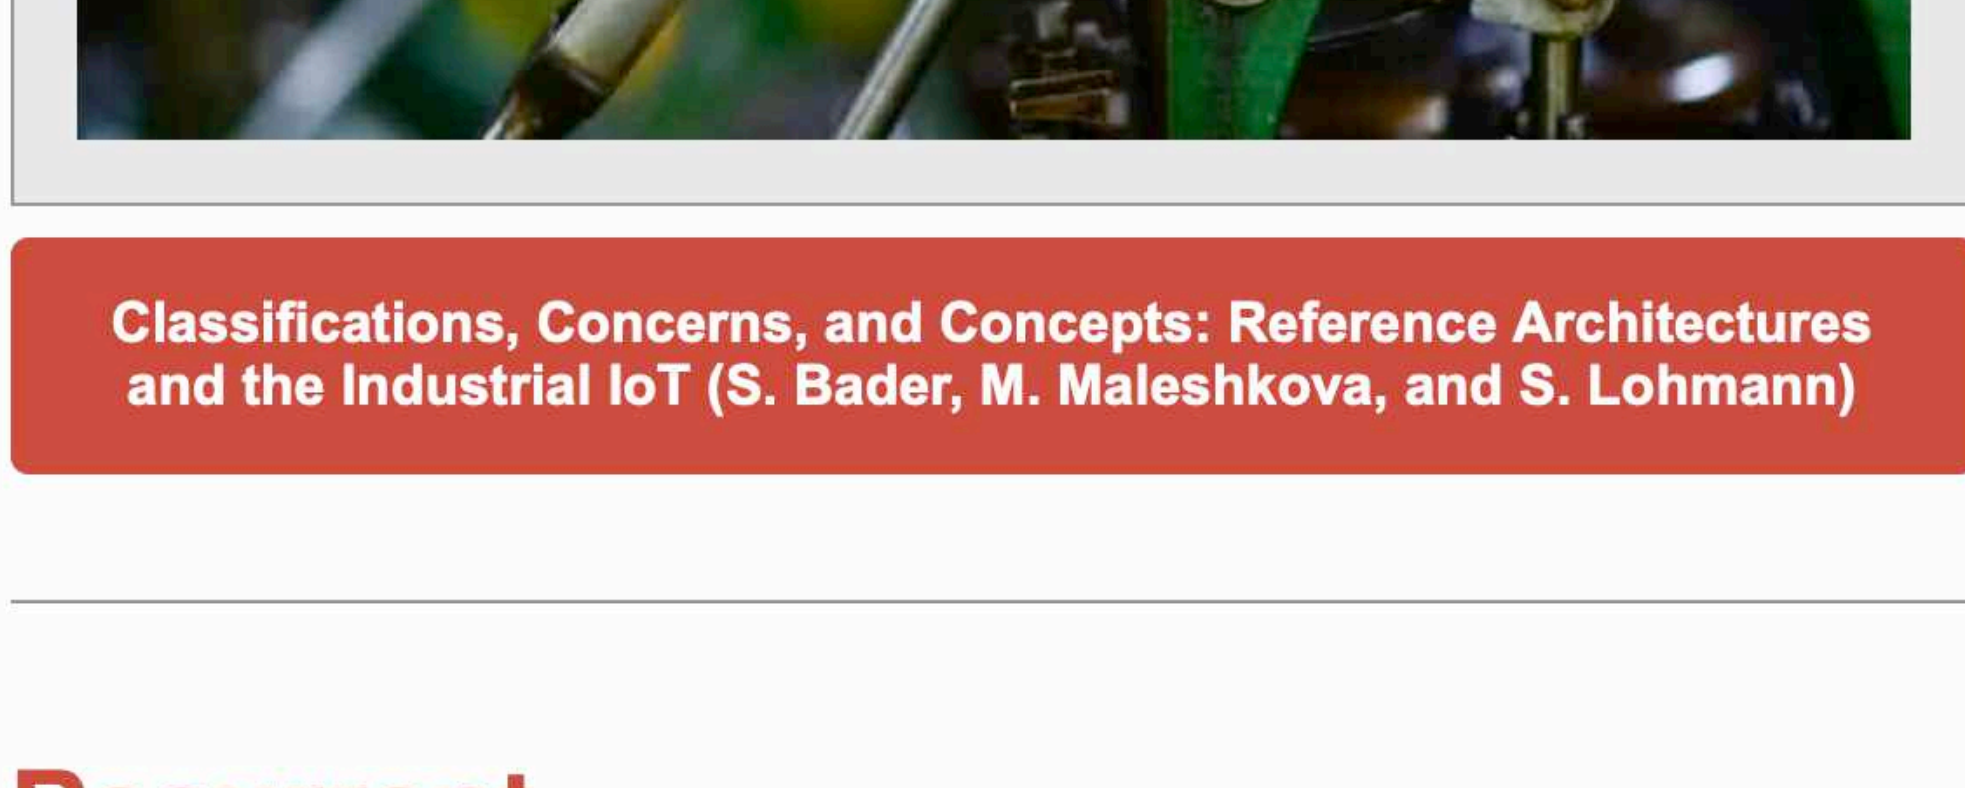 Classifications, Concerns, and Concepts: Reference Architectures
and the Industrial IoT (S. Bader, M. Maleshkova, and S. Lohmann)